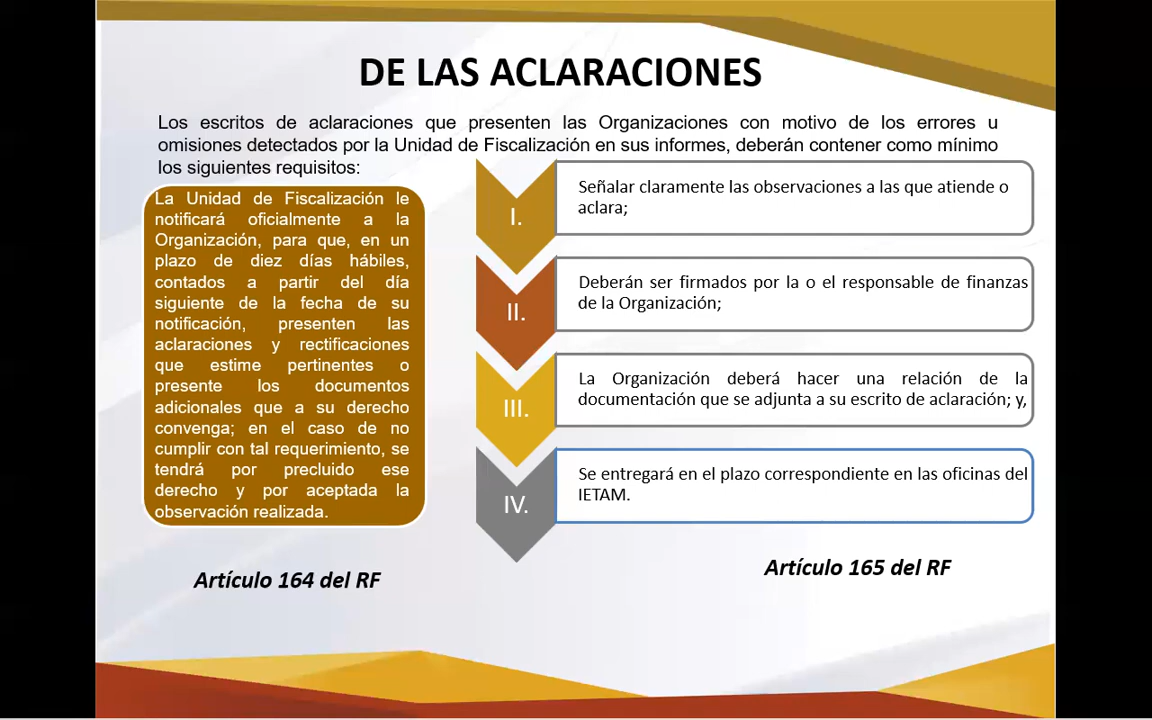 DE LAS ACLARACIONES
Los escritos de aclaraciones que presenten las Organizaciones con motivo de los errores u
omisiones detectados por la Unidad de Fiscalización en sus informes, deberán contener como mínimo
los siguientes requisitos:
La Unidad de Fiscalización le
notificará oficialmente a la
Organización, para que, en un
plazo de diez días hábiles,
contados a partir del día
siguiente de la fecha de su
notificación, presenten las
aclaraciones y rectificaciones
que estime pertinentes o
presente los documentos
adicionales que a su derecho
convenga; en el caso de no
cumplir con tal requerimiento, se
tendrá por precluido ese
derecho y por aceptada la
observación realizada.
Artículo 164 del RF
I.
Señalar claramente las observaciones a las que atiende o
aclara;
II.
Deberán ser firmados por la o el responsable de finanzas
de la Organización;
III.
La Organización deberá hacer una relación de la
documentación que se adjunta a su escrito de aclaración; y,
IV.
Se entregará en el plazo correspondiente en las oficinas del
IETAM.
Artículo 165 del RF